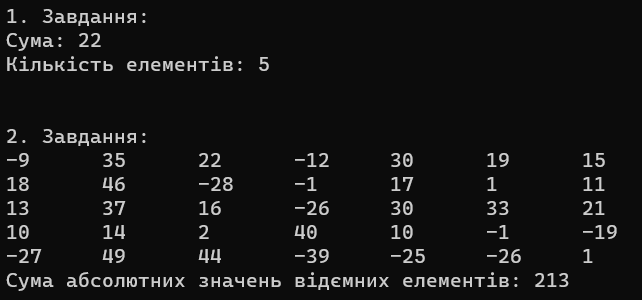 1. Завдання:
Сума: 22
Кількість елементів: 5
2. Завдання:
-9 35 22 -12 30 19 15
18 46 -28 -1 17 1 11
13 37 16 -26 30 33 21
10 14 2 40 10 -1 -19
-27 49 44 -39 -25 -26 1
Сума абсолютних значень відємних елементів: 213